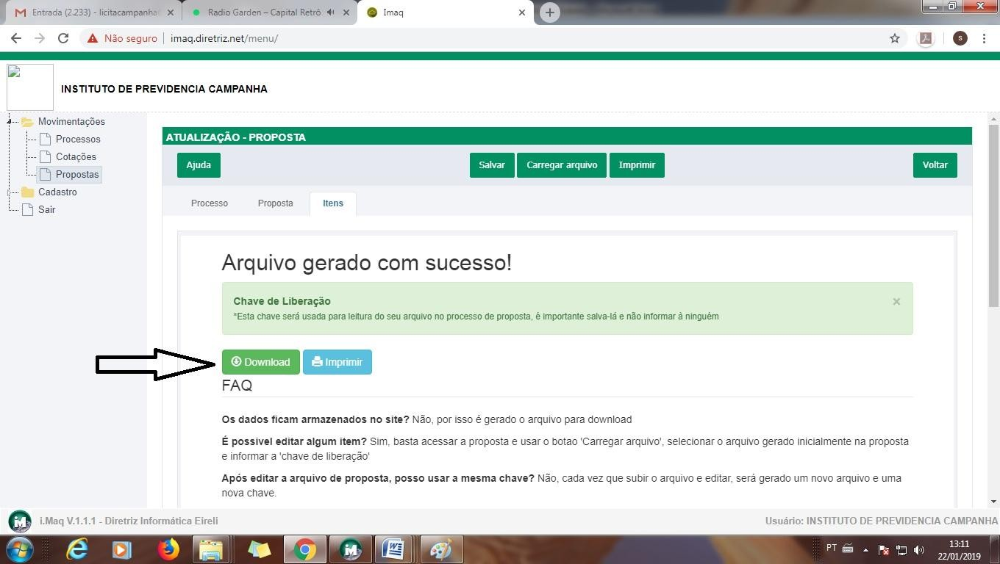 Entrada (2.233) - licitacampanha
Radio Garden – Capital Retrô
Imaq
Não seguro
imaq.diretriz.net/menu/
s
INSTITUTO DE PREVIDENCIA CAMPANHA
Movimentações
Processos
Cotações
Propostas
Cadastro
Sair
ATUALIZAÇÃO - PROPOSTA
Ajuda
Salvar
Carregar arquivo
Imprimir
Voltar
Processo
Proposta
Itens
Arquivo gerado com sucesso!
Chave de Liberação
*Esta chave será usada para leitura do seu arquivo no processo de proposta, é importante salva-lá e não informar à ninguém
Download
Imprimir
FAQ
Os dados ficam armazenados no site? Não, por isso é gerado o arquivo para download
É possivel editar algum item? Sim, basta acessar a proposta e usar o botao 'Carregar arquivo', selecionar o arquivo gerado inicialmente na proposta
e informar a 'chave de liberação'
Após editar a arquivo de proposta, posso usar a mesma chave? Não, cada vez que subir o arquivo e editar, será gerado um novo arquivo e uma
nova chave.
i.Maq V.1.1.1 - Diretriz Informática Eireli
Usuário: INSTITUTO DE PREVIDENCIA CAMPANHA
PT
13:11
22/01/2019